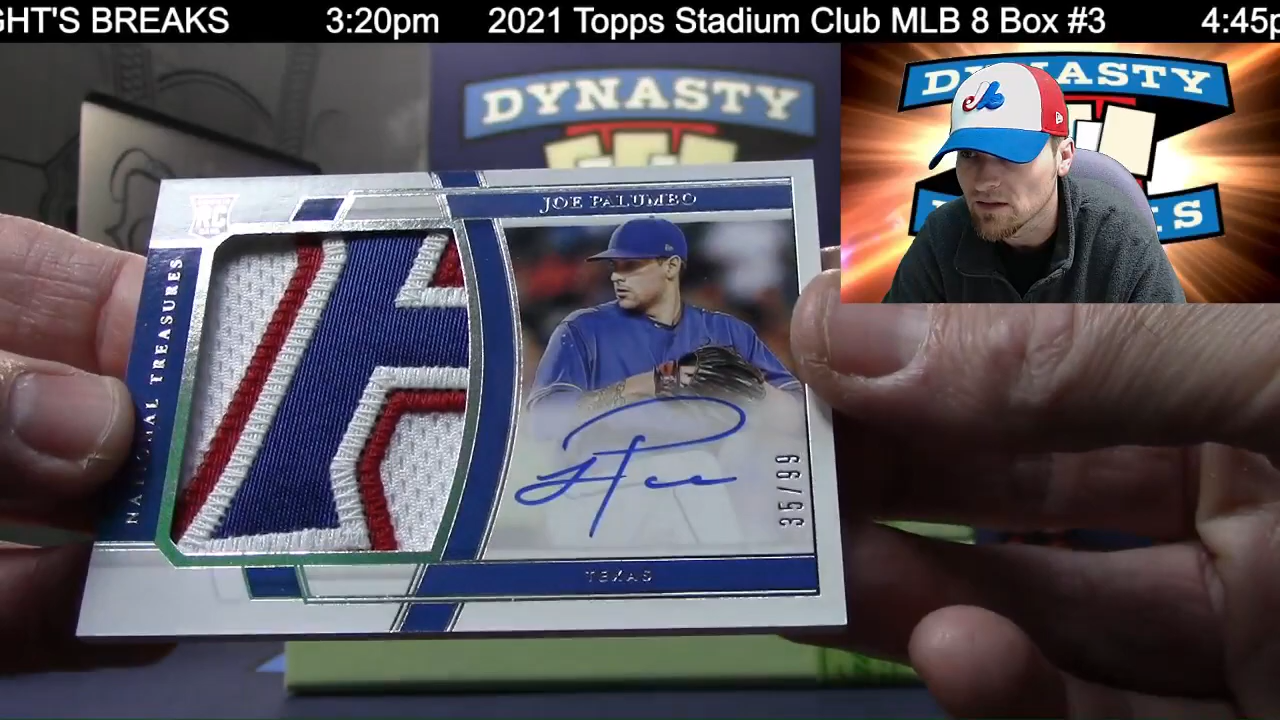 GHT'S BREAKS 3:20pm 2021 Topps Stadium Club MLB 8 Box #3 4:45p
DYNASTY
DYNASTY
S
RC
JOE PALUMBO
NATIONAL TREASURES
35/99
TEXAS